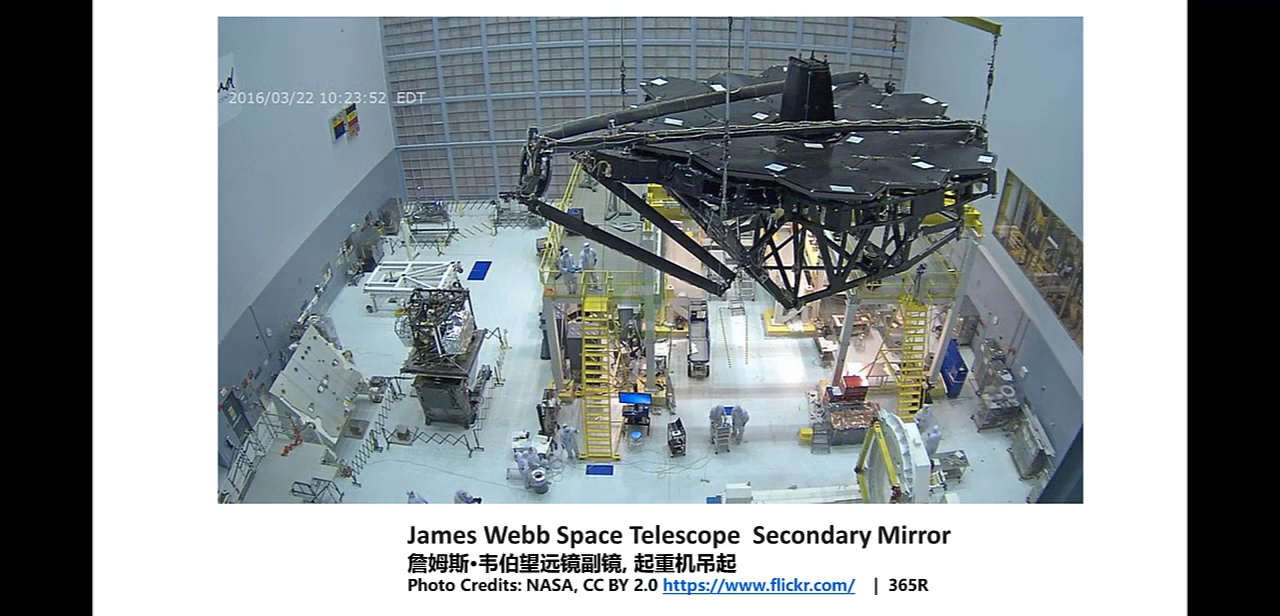 2016/03/22 10:23:52 EDT
James Webb Space Telescope  Secondary Mirror
詹姆斯·韦伯望远镜副镜, 起重机吊起
Photo Credits: NASA, CC BY 2.0 https://www.flickr.com/   | 365R